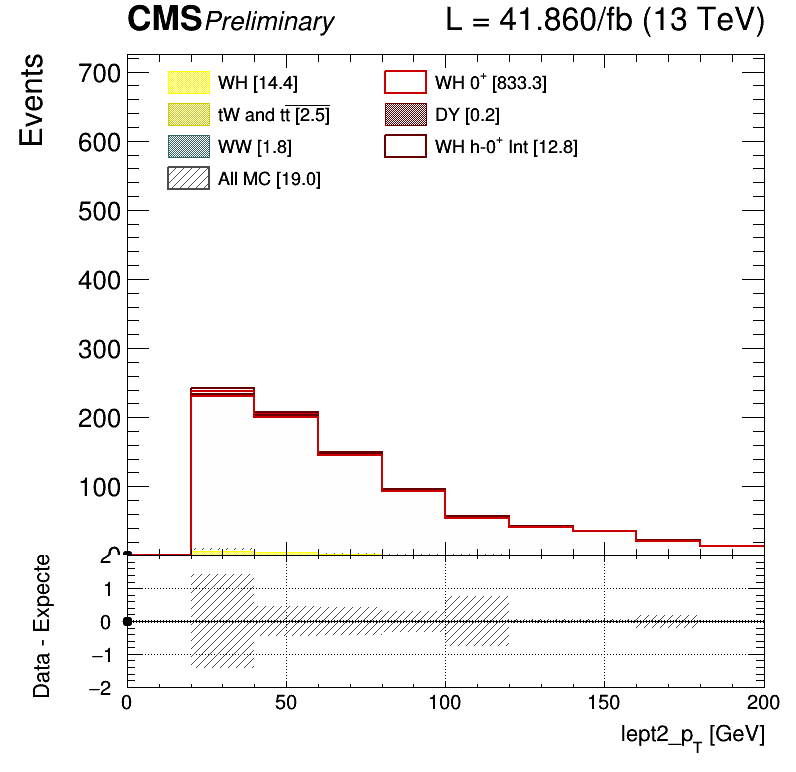 CMS Preliminary L = 41.860/fb (13 TeV)
Events
700
600
500
400
300
200
100
0
WH [14.4]
tW and tt [2.5]
WW [1.8]
All MC [19.0]
WH 0⁺ [833.3]
DY [0.2]
WH h-0⁺ Int [12.8]
Data - Expecte
2
1
0
−1
−2
0 50 100 150 200
lept2_p_T [GeV]